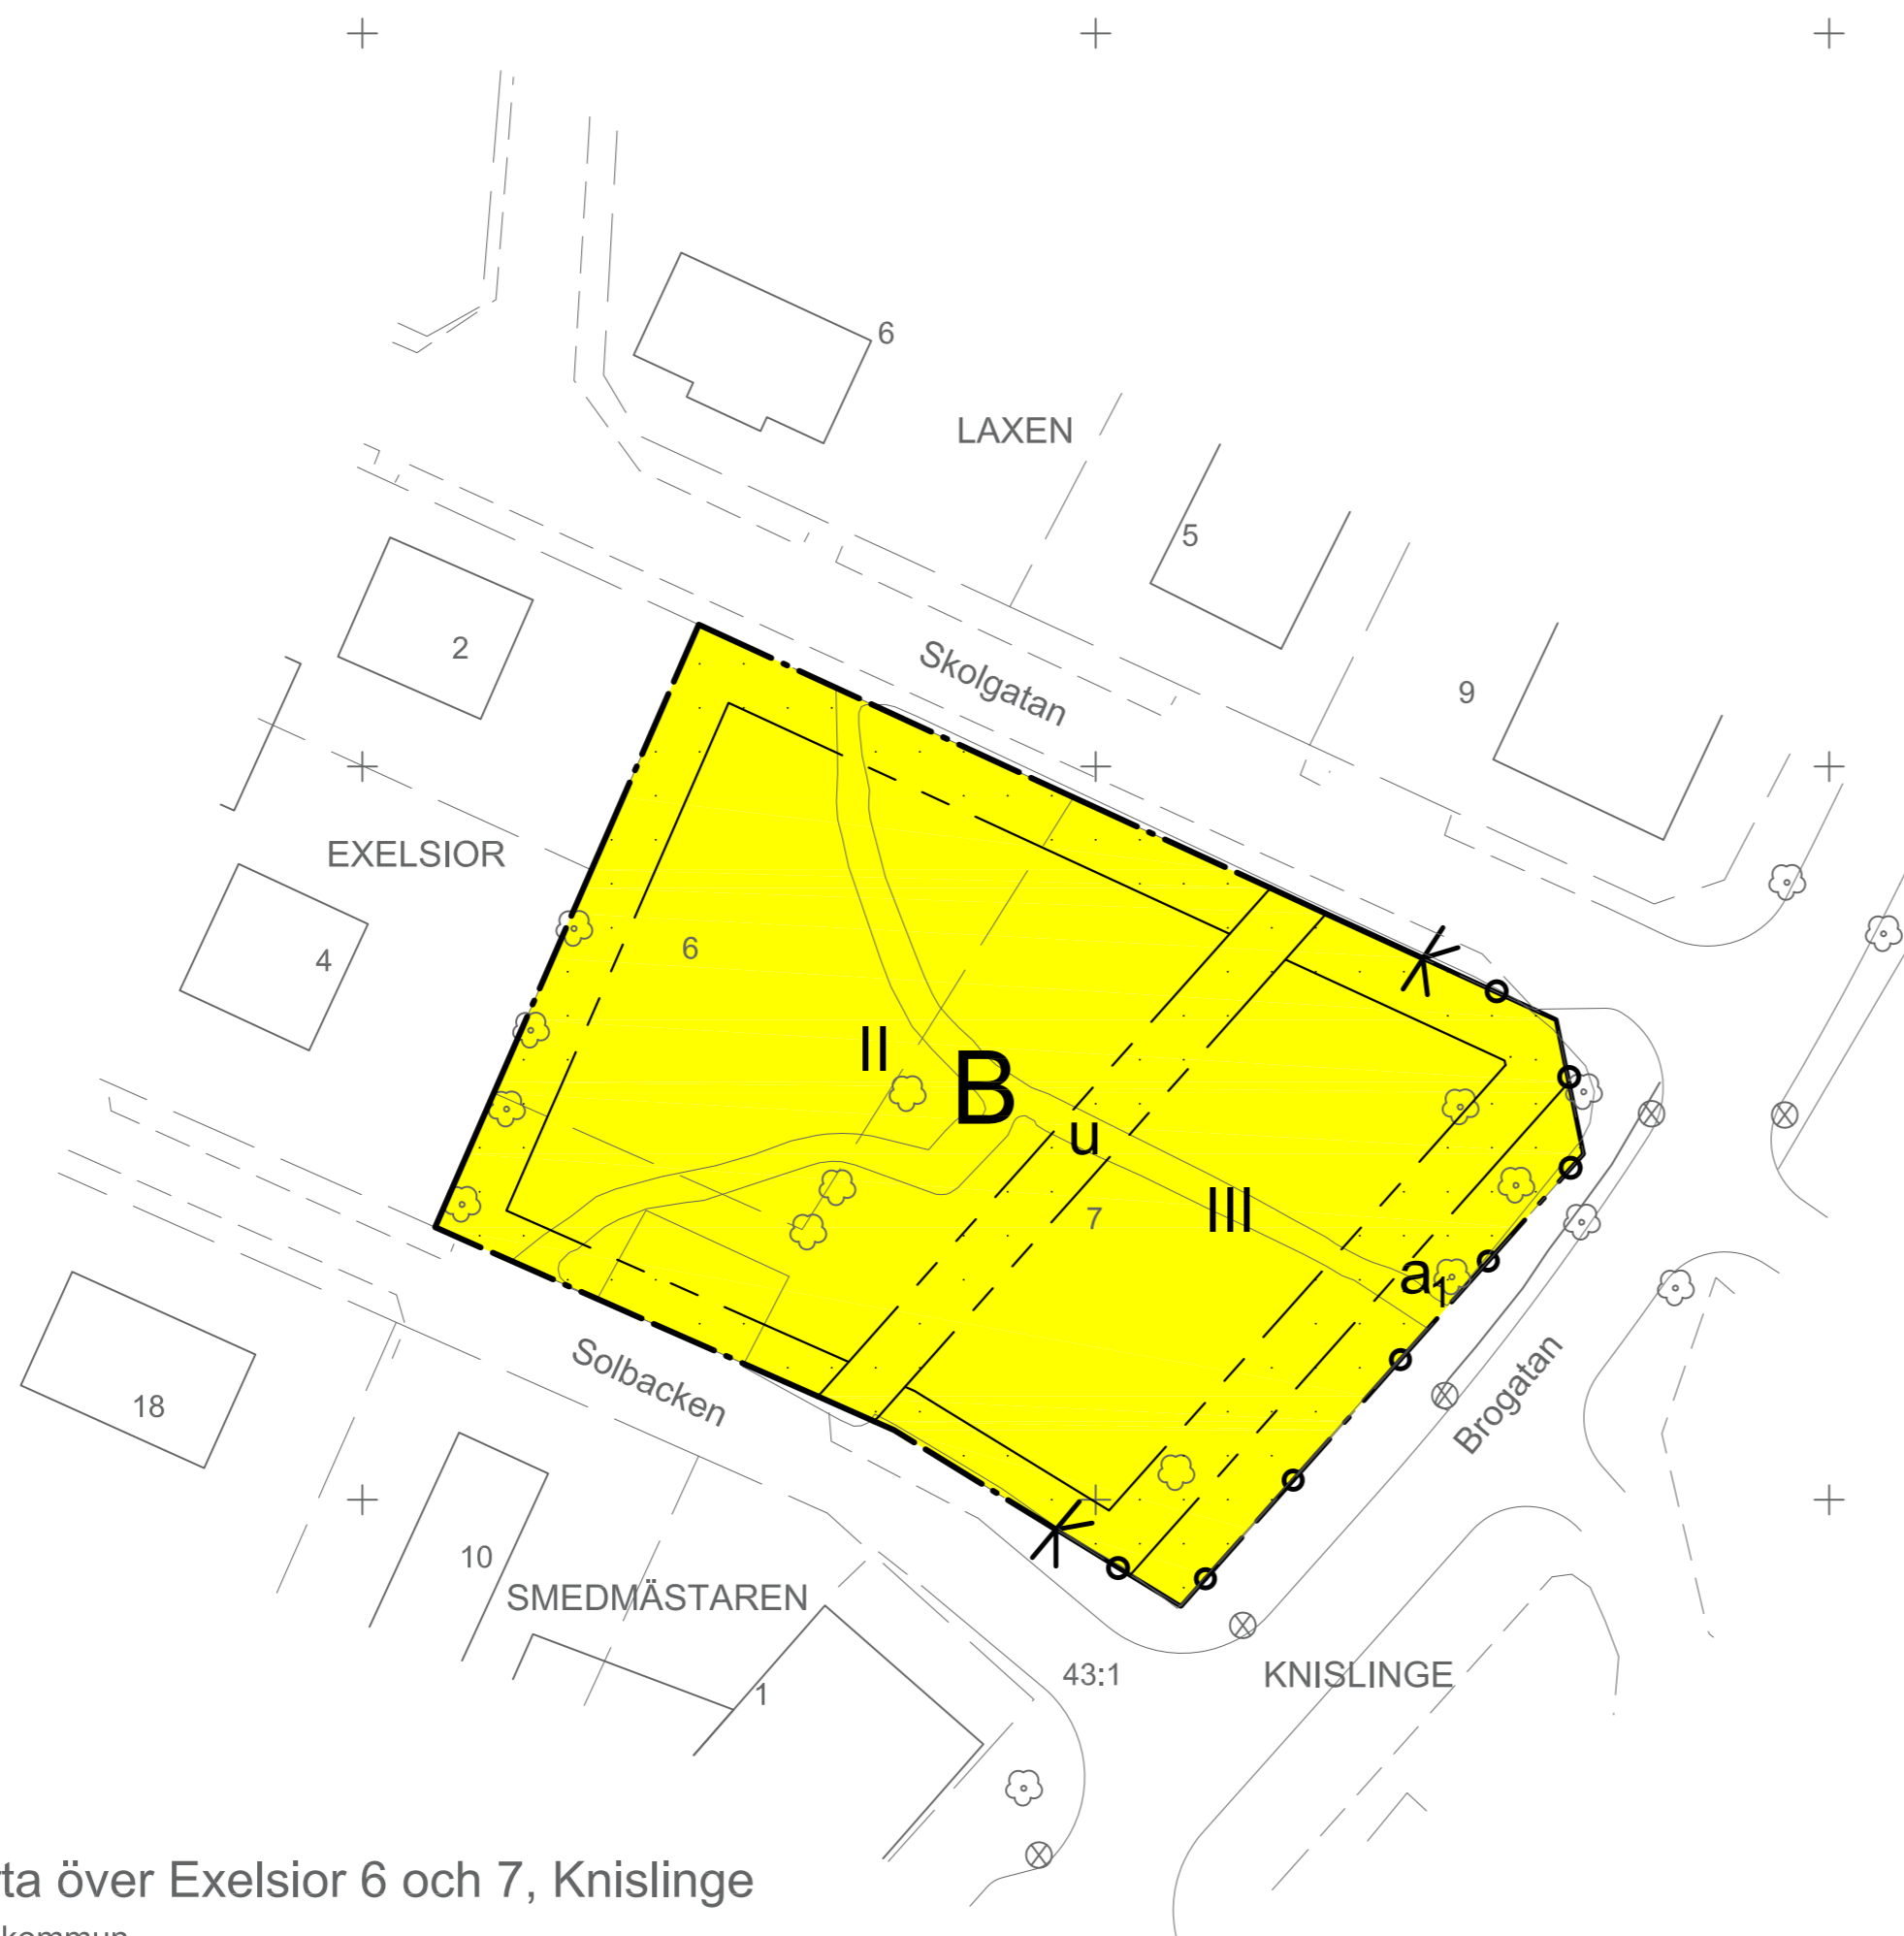 6
LAXEN
5
2
Skolgatan
9
EXELSIOR
6
4
II
B
u
7
III
a1
Solbacken
Brogatan
18
10
SMEDMÄSTAREN
43:1
KNISLINGE
1
ta över Exelsior 6 och 7, Knislinge
kommun